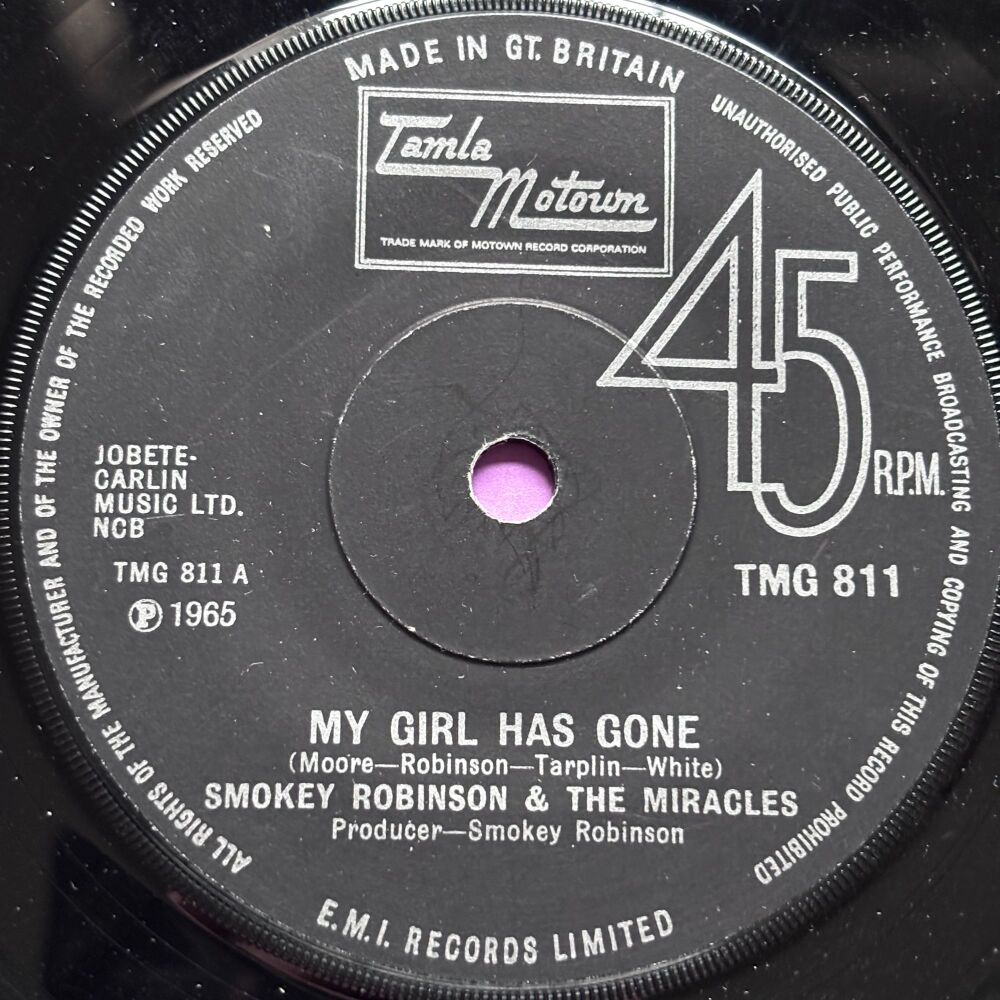 MADE IN GT. BRITAIN
UNAUTHORISED PUBLIC PERFORMANCE BROADCASTING AND COPYING OF THIS RECORD PROHIBITED
ALL RIGHTS OF THE MANUFACTURER AND OF THE OWNER OF THE RECORDED WORK RESERVED
Tamla
Motown
TRADE MARK OF MOTOWN RECORD CORPORATION
45
R.P.M.
JOBETE-
CARLIN
MUSIC LTD.
NCB
TMG 811 A
Ⓟ 1965
TMG 811
MY GIRL HAS GONE
(Moore—Robinson—Tarplin—White)
SMOKEY ROBINSON & THE MIRACLES
Producer—Smokey Robinson
E.M.I. RECORDS LIMITED